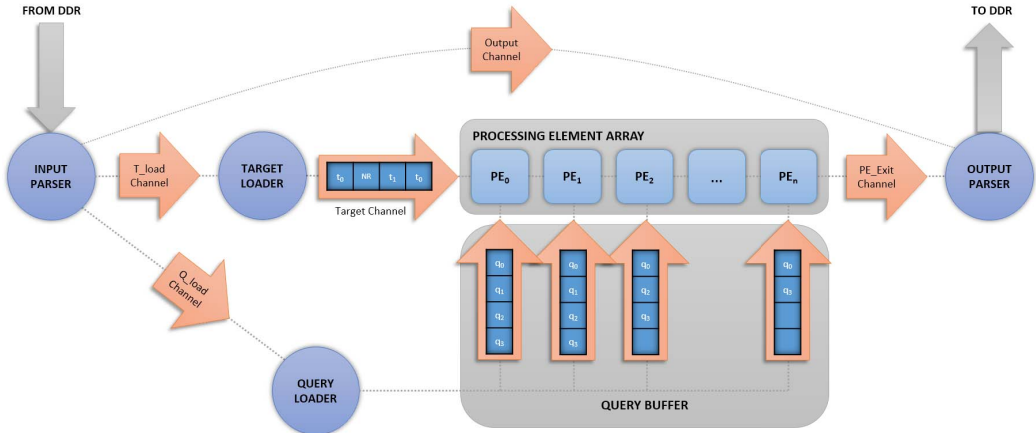 FROM DDR
TO DDR
Output
Channel
PROCESSING ELEMENT ARRAY
INPUT
PARSER
T_load
Channel
TARGET
LOADER
t₀ NR t₁ t₀
Target Channel
PE₀ PE₁ PE₂ ... PEₙ
PE_Exit
Channel
OUTPUT
PARSER
Q_load
Channel
q₀ q₀ q₀ q₀
q₁ q₁ q₂ q₃
q₂ q₂ q₃
q₃ q₃
QUERY
LOADER
QUERY BUFFER